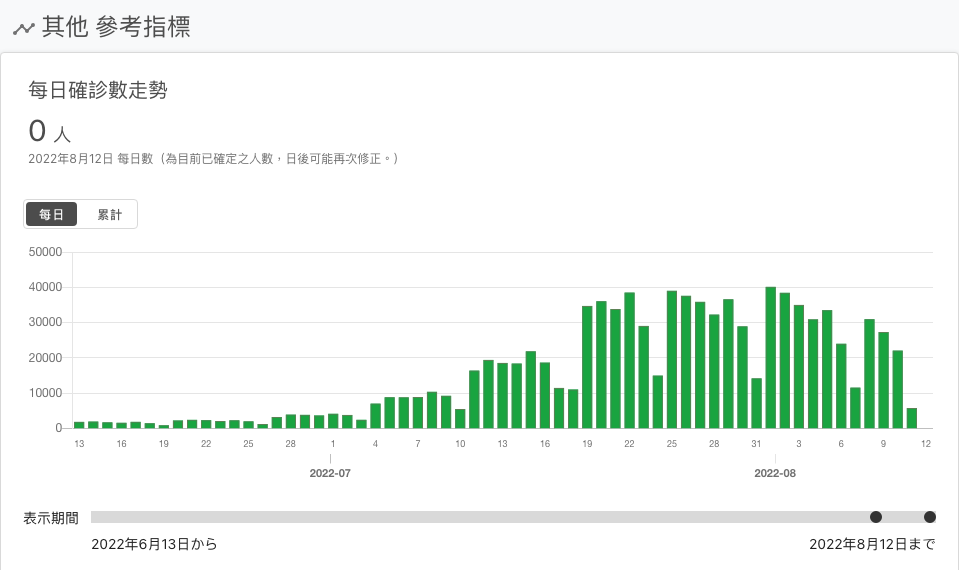 其他 參考指標
每日確診數走勢
0 人
2022年8月12日 每日數（為目前已確定之人數，日後可能再次修正。）
每日 累計
50000
40000
30000
20000
10000
0
13 16 19 22 25 28 1 4 7 10 13 16 19 22 25 28 31 3 6 9 12
2022-07 2022-08
表示期間
2022年6月13日から 2022年8月12日まで